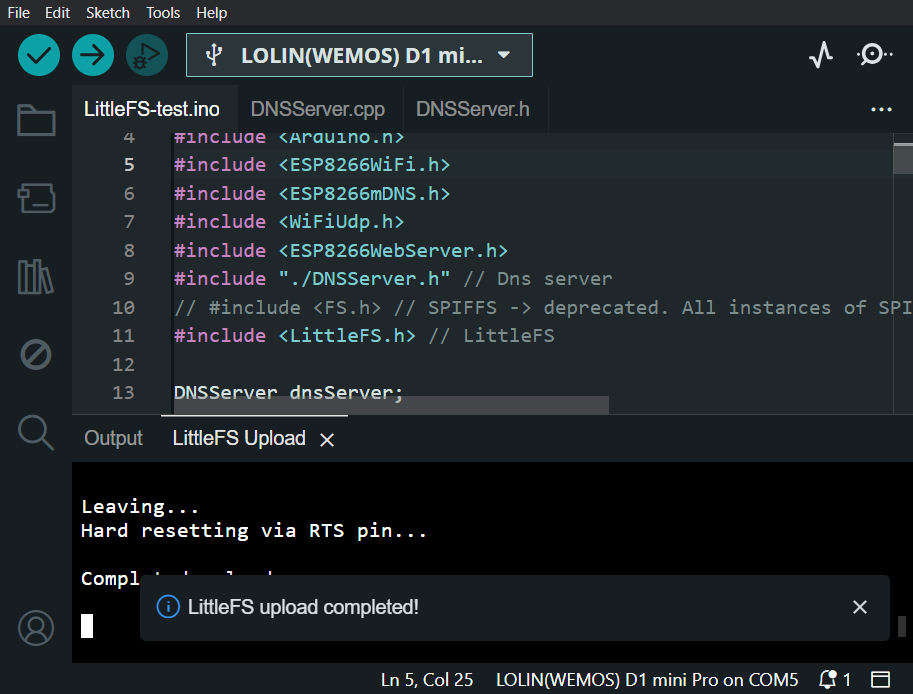 File Edit Sketch Tools Help
LOLIN(WEMOS) D1 mi...
LittleFS-test.ino DNSServer.cpp DNSServer.h ...
4 #include <Arduino.h>
5 #include <ESP8266WiFi.h>
6 #include <ESP8266mDNS.h>
7 #include <WiFiUdp.h>
8 #include <ESP8266WebServer.h>
9 #include "./DNSServer.h" // Dns server
10 // #include <FS.h> // SPIFFS -> deprecated. All instances of SPI
11 #include <LittleFS.h> // LittleFS
12
13 DNSServer dnsServer;
Output LittleFS Upload
Leaving...
Hard resetting via RTS pin...
LittleFS upload completed!
Ln 5, Col 25 LOLIN(WEMOS) D1 mini Pro on COM5 1